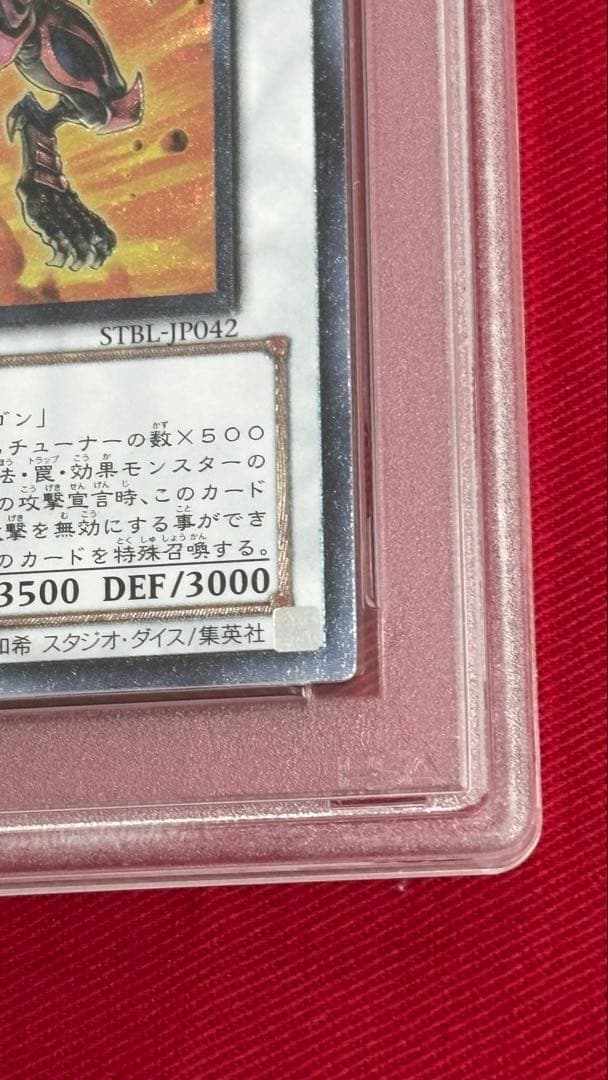 STBL-JP042
ゴン」
チューナーの数×500
法・罠・効果モンスターの
の攻撃宣言時、このカード
撃を無効にする事ができ
のカードを特殊召喚する。
3500 DEF/3000
和希 スタジオ・ダイス/集英社
USA